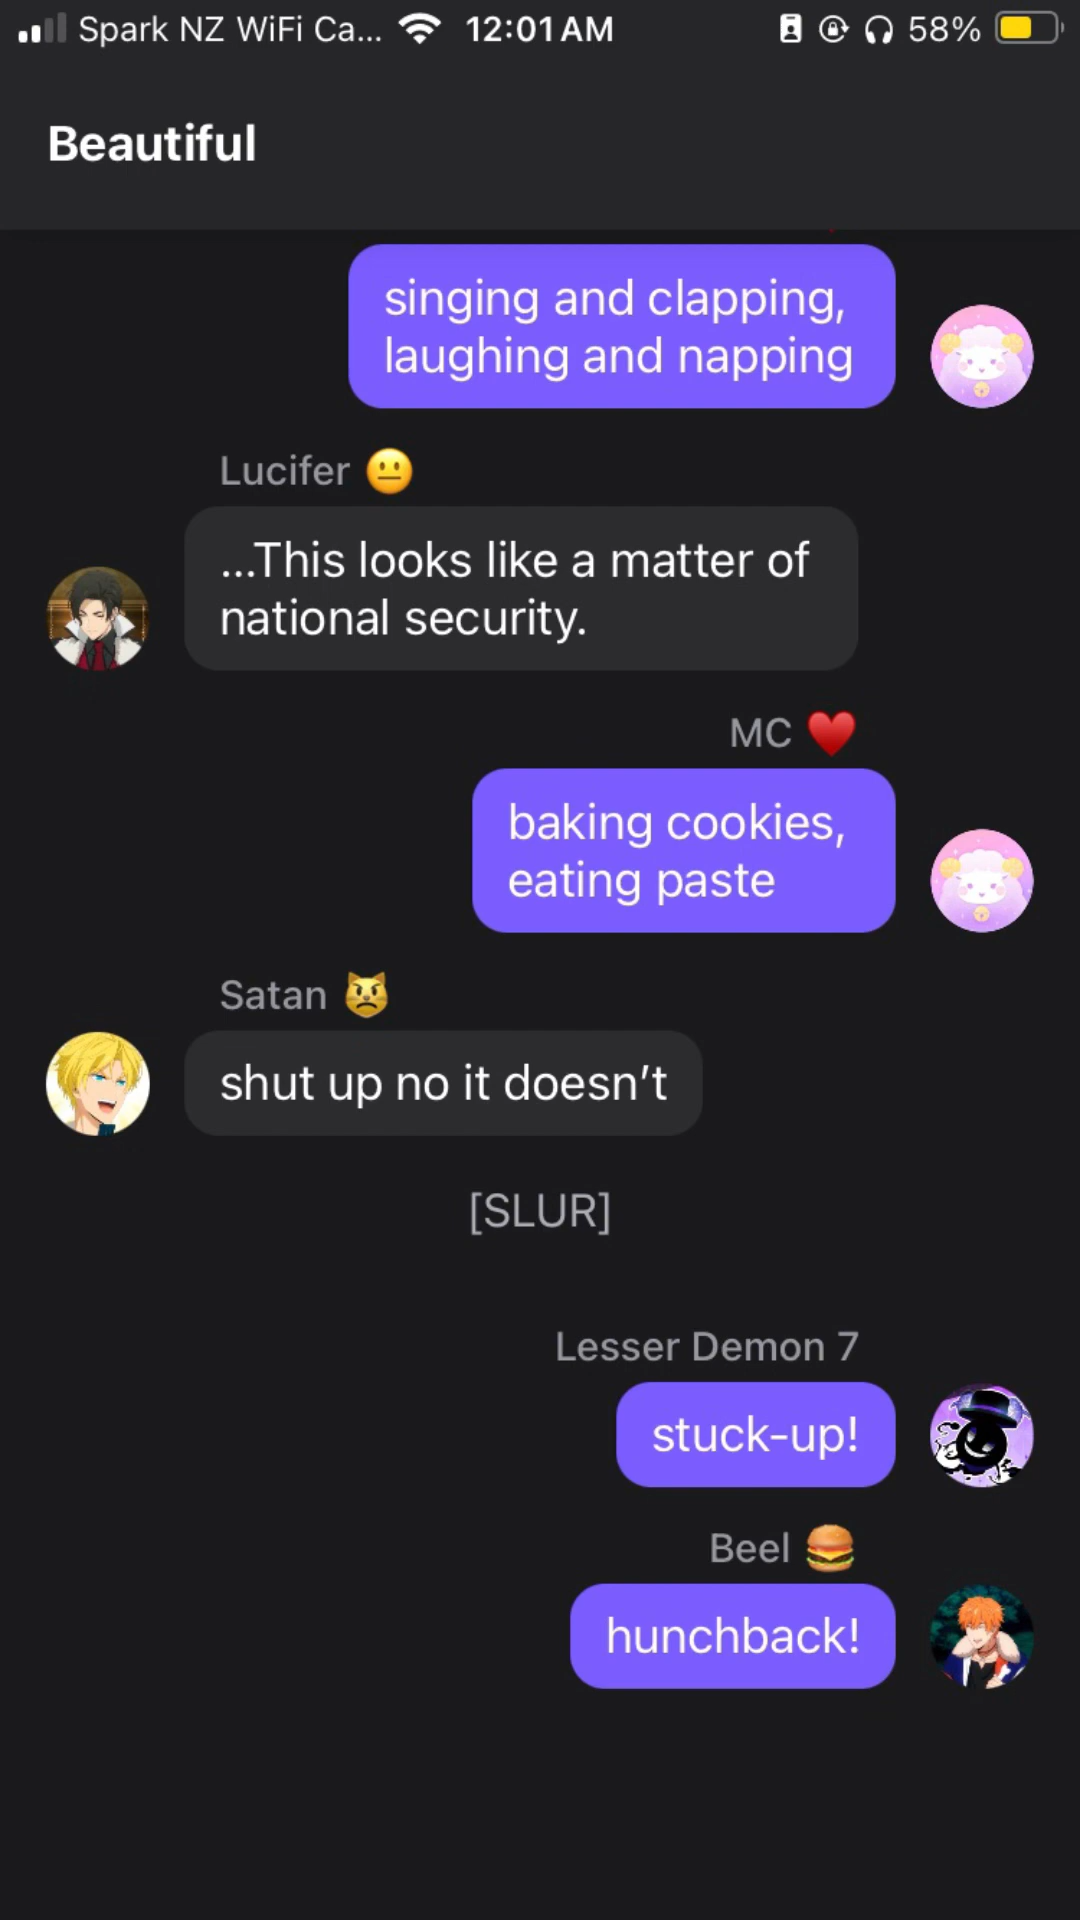 Spark NZ WiFi Ca... 12:01 AM 58%
Beautiful
singing and clapping,
laughing and napping
Lucifer 😐
...This looks like a matter of
national security.
MC ♥️
baking cookies,
eating paste
Satan 😾
shut up no it doesn’t
[SLUR]
Lesser Demon 7
stuck-up!
Beel 🍔
hunchback!